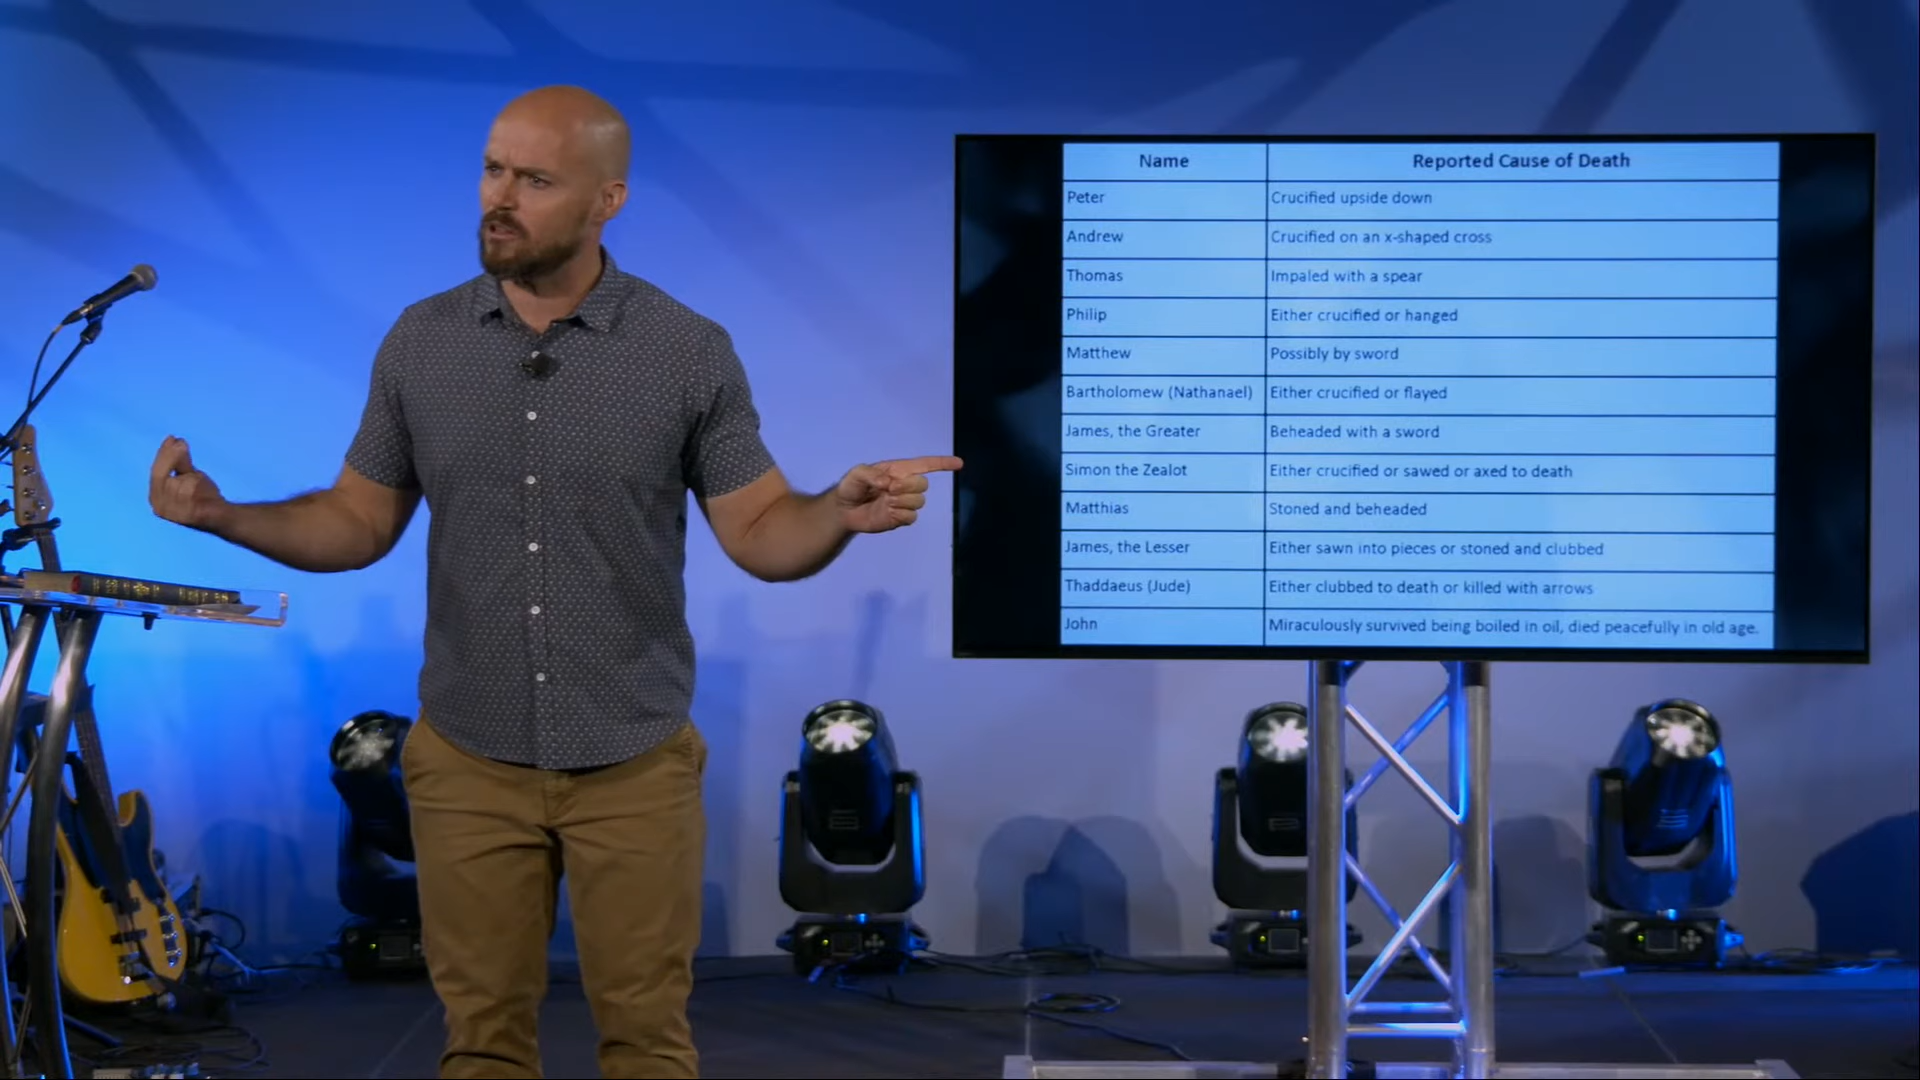 Name Reported Cause of Death
Peter Crucified upside down
Andrew Crucified on an x-shaped cross
Thomas Impaled with a spear
Philip Either crucified or hanged
Matthew Possibly by sword
Bartholomew (Nathanael) Either crucified or flayed
James, the Greater Beheaded with a sword
Simon the Zealot Either crucified or sawed or axed to death
Matthias Stoned and beheaded
James, the Lesser Either sawn into pieces or stoned and clubbed
Thaddaeus (Jude) Either clubbed to death or killed with arrows
John Miraculously survived being boiled in oil, died peacefully in old age.